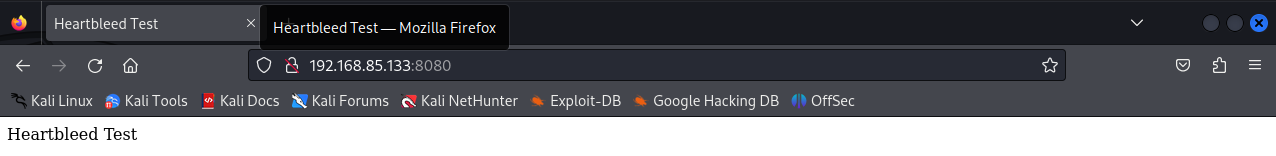 Heartbleed Test
Heartbleed Test — Mozilla Firefox
192.168.85.133:8080
Kali Linux Kali Tools Kali Docs Kali Forums Kali NetHunter Exploit-DB Google Hacking DB OffSec
Heartbleed Test